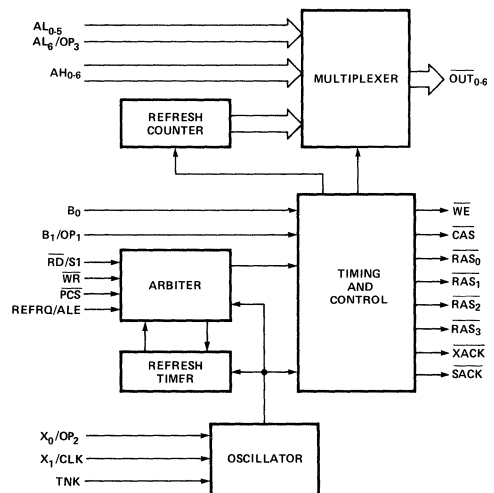 AL0-5
AL6/OP3
AH0-6
MULTIPLEXER
OUT0-6
REFRESH
COUNTER
B0
B1/OP1
RD/S1
WR
PCS
REFRQ/ALE
ARBITER
TIMING
AND
CONTROL
WE
CAS
RAS0
RAS1
RAS2
RAS3
XACK
SACK
REFRESH
TIMER
X0/OP2
X1/CLK
TNK
OSCILLATOR